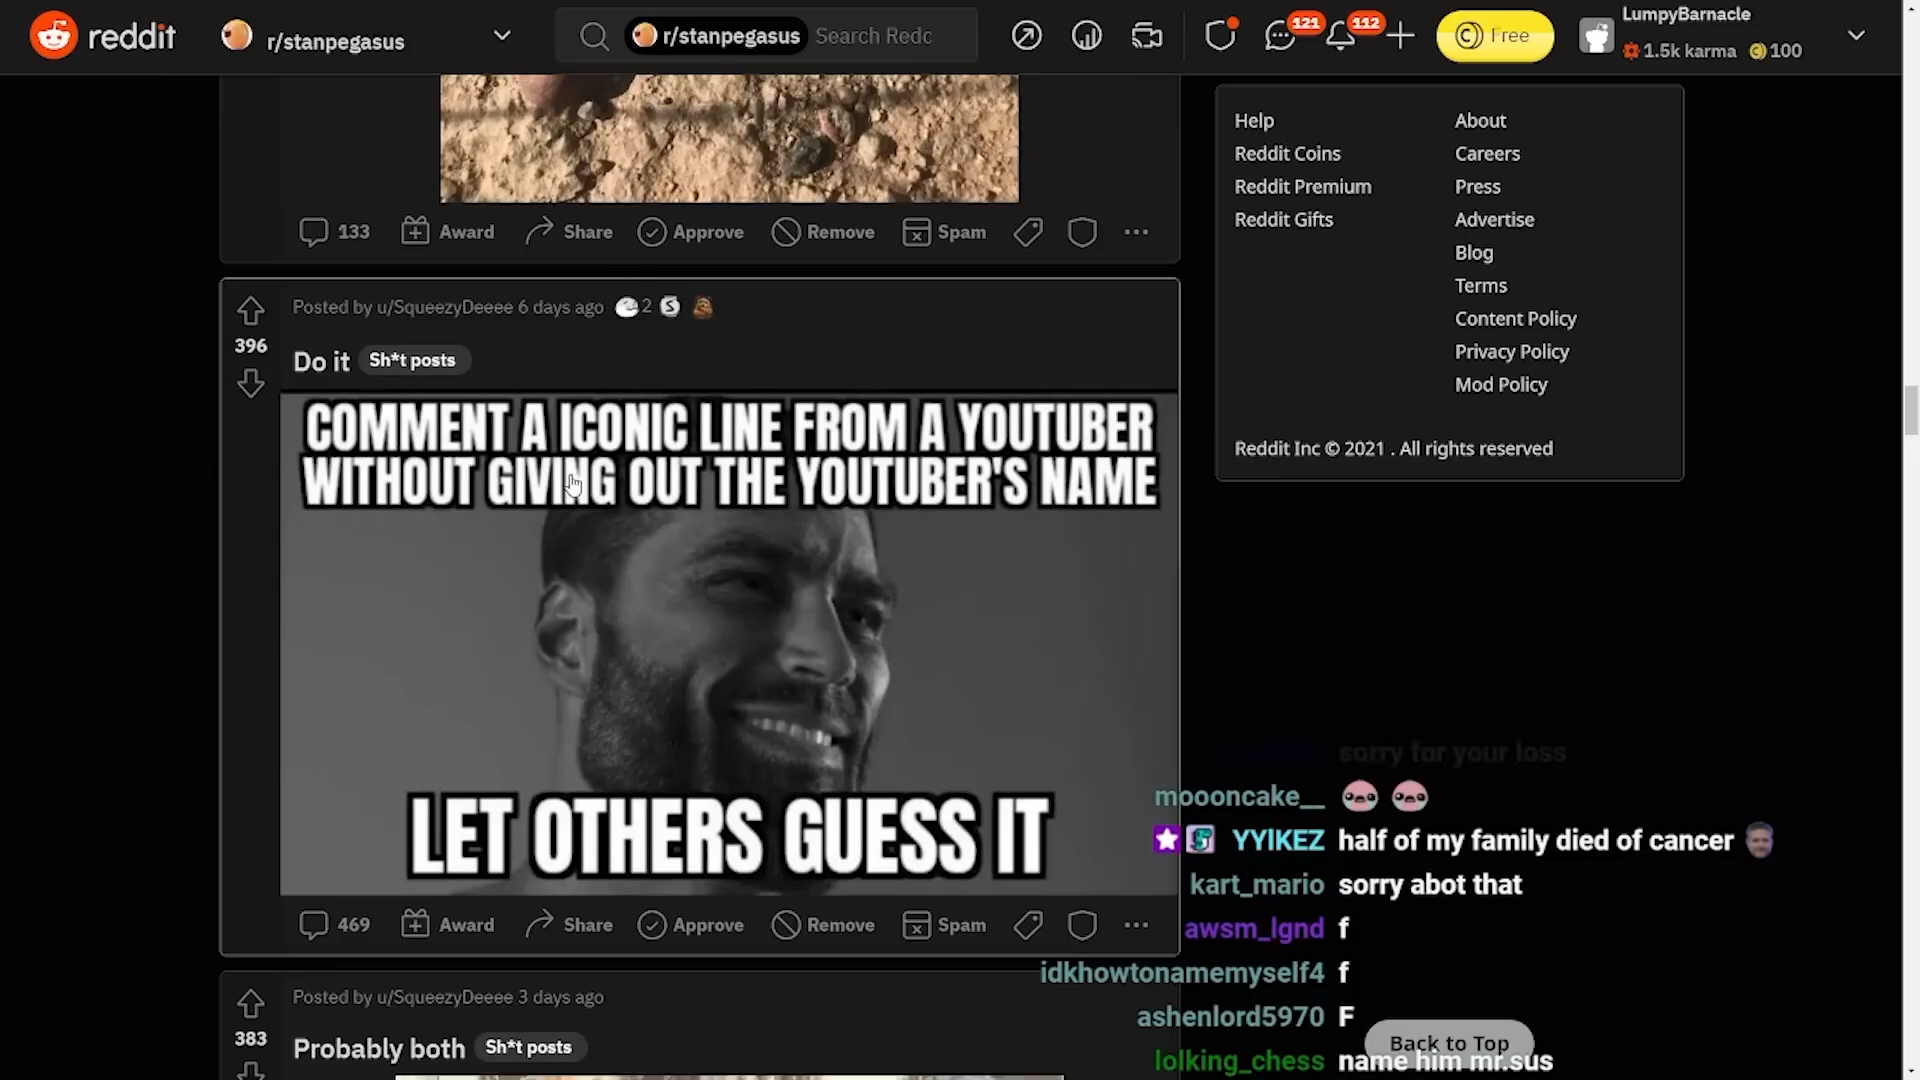 reddit
r/stanpegasus
r/stanpegasus
Search Redc
121
112
Free
LumpyBarnacle
1.5k karma
100
133
Award
Share
Approve
Remove
Spam
Help
Reddit Coins
Reddit Premium
Reddit Gifts
About
Careers
Press
Advertise
Blog
Terms
Content Policy
Privacy Policy
Mod Policy
Reddit Inc © 2021 . All rights reserved
Posted by u/SqueezyDeeee 6 days ago
2
396
Do it
Sh*t posts
COMMENT A ICONIC LINE FROM A YOUTUBER
WITHOUT GIVING OUT THE YOUTUBER'S NAME
LET OTHERS GUESS IT
469
Award
Share
Approve
Remove
Spam
Posted by u/SqueezyDeeee 3 days ago
383
Probably both
Sh*t posts
sorry for your loss
moooncake__
YYIKEZ half of my family died of cancer
kart_mario sorry abot that
awsm_lgnd f
idkhowtonamemyself4 f
ashenlord5970 F
Back to Top
lolking_chess name him mr.sus